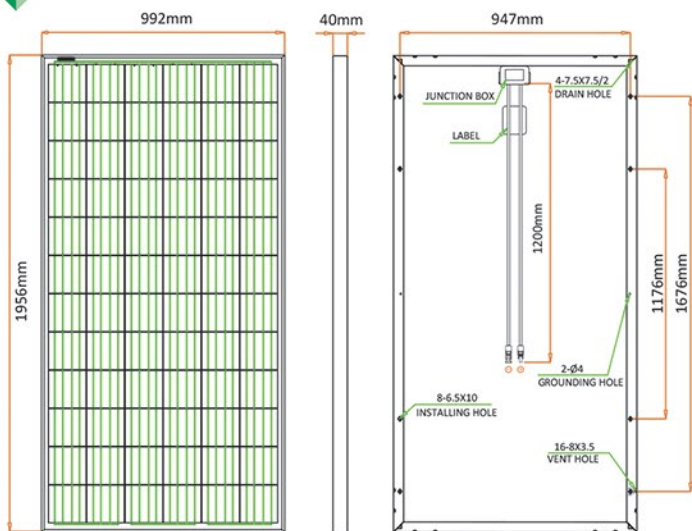 992mm
40mm
947mm
1956mm
JUNCTION BOX
4-7.5X7.5/2
DRAIN HOLE
LABEL
1200mm
1176mm
1676mm
2-Ø4
GROUNDING HOLE
8-6.5X10
INSTALLING HOLE
16-8X3.5
VENT HOLE